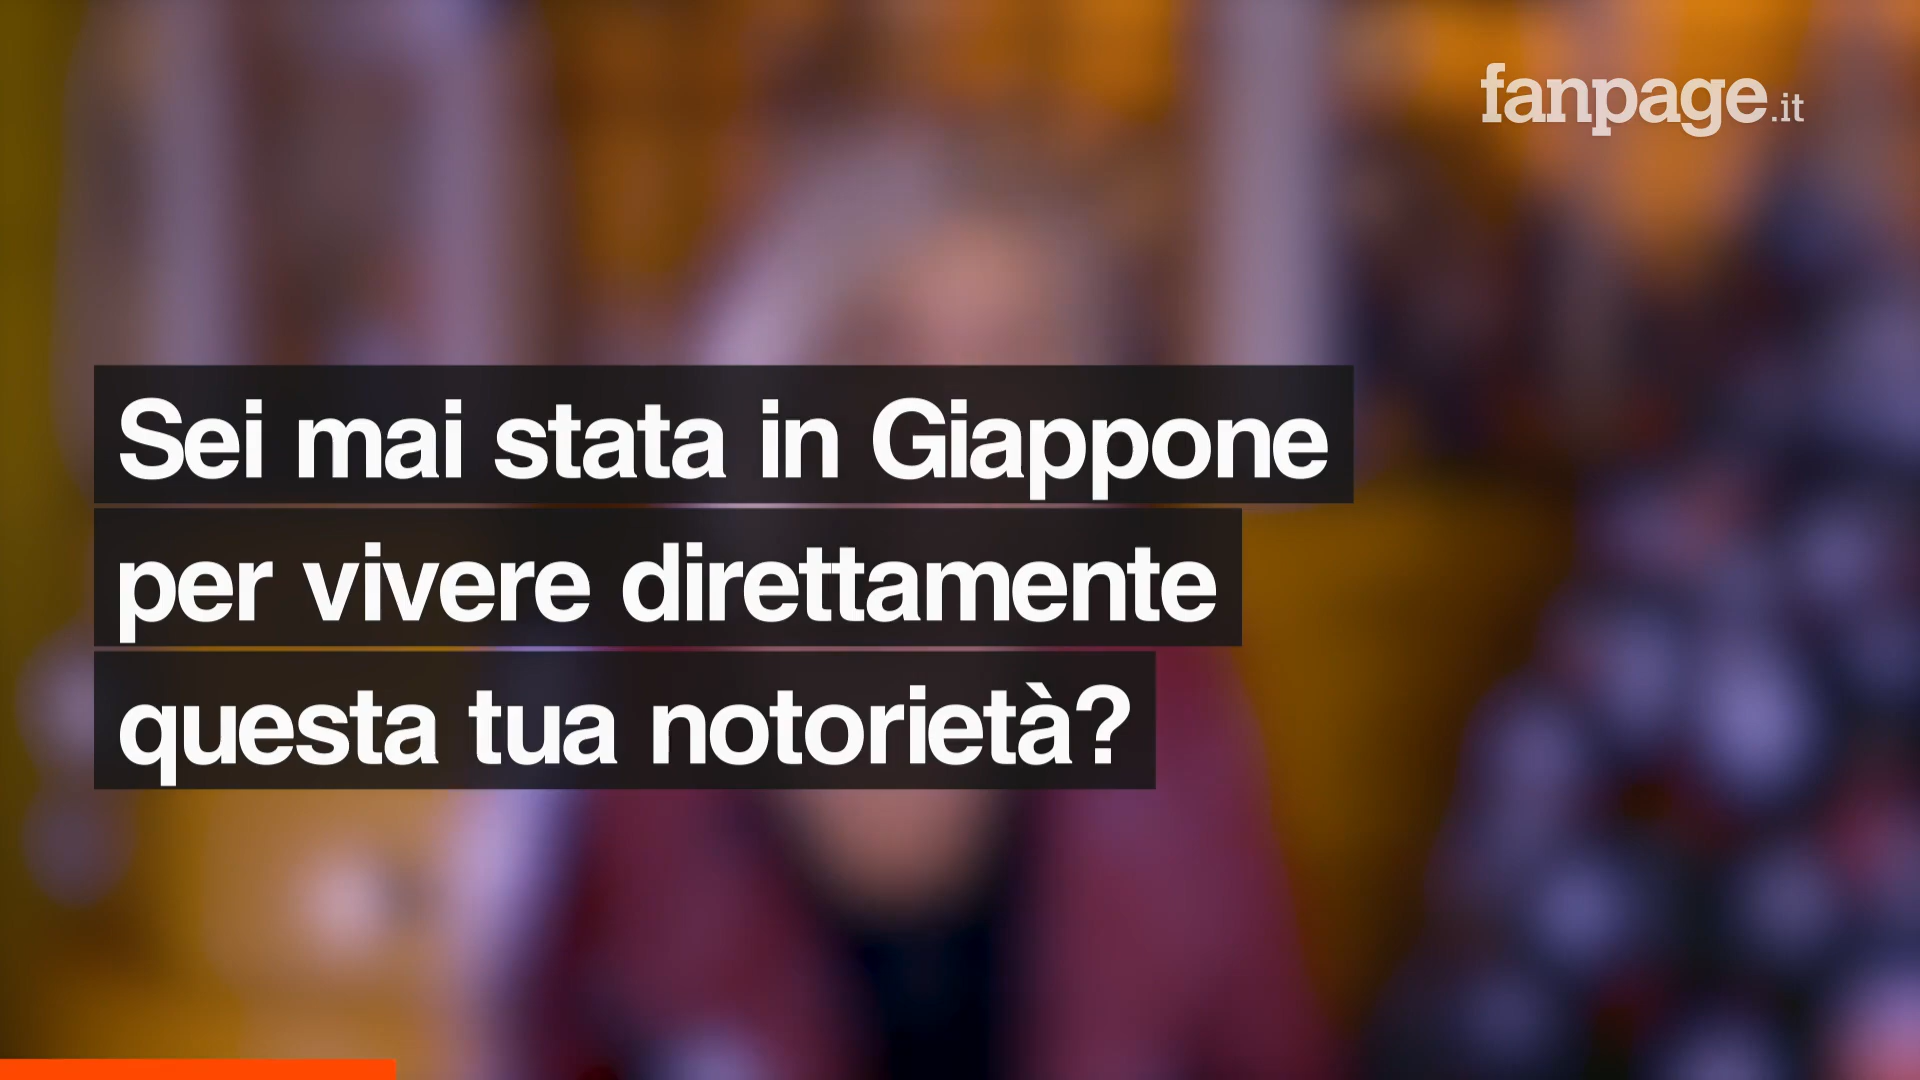 fanpage.it
Sei mai stata in Giappone
per vivere direttamente
questa tua notorietà?